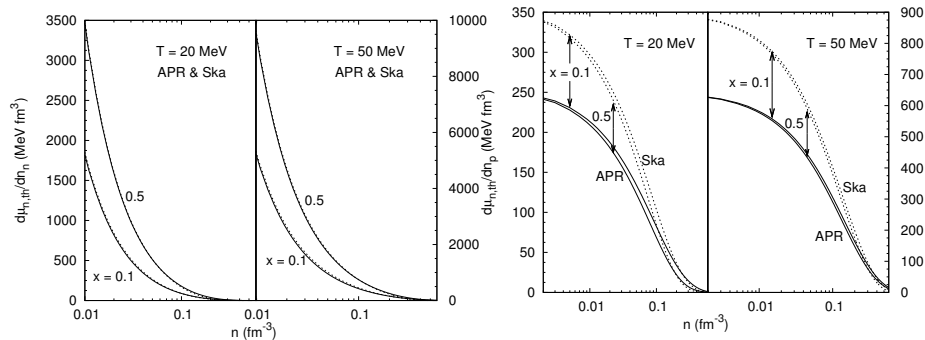 3500
3000
2500
2000
1500
1000
500
0
dμn,th/dnn (MeV fm³)
T = 20 MeV
APR & Ska
0.5
x = 0.1
0.01
0.1
T = 50 MeV
APR & Ska
0.5
x = 0.1
0.01
0.1
10000
8000
6000
4000
2000
0
n (fm⁻³)
350
300
250
200
150
100
50
0
dμn,th/dnp (MeV fm³)
T = 20 MeV
x = 0.1
0.5
Ska
APR
0.01
0.1
T = 50 MeV
x = 0.1
0.5
Ska
APR
0.01
0.1
900
800
700
600
500
400
300
200
100
0
n (fm⁻³)